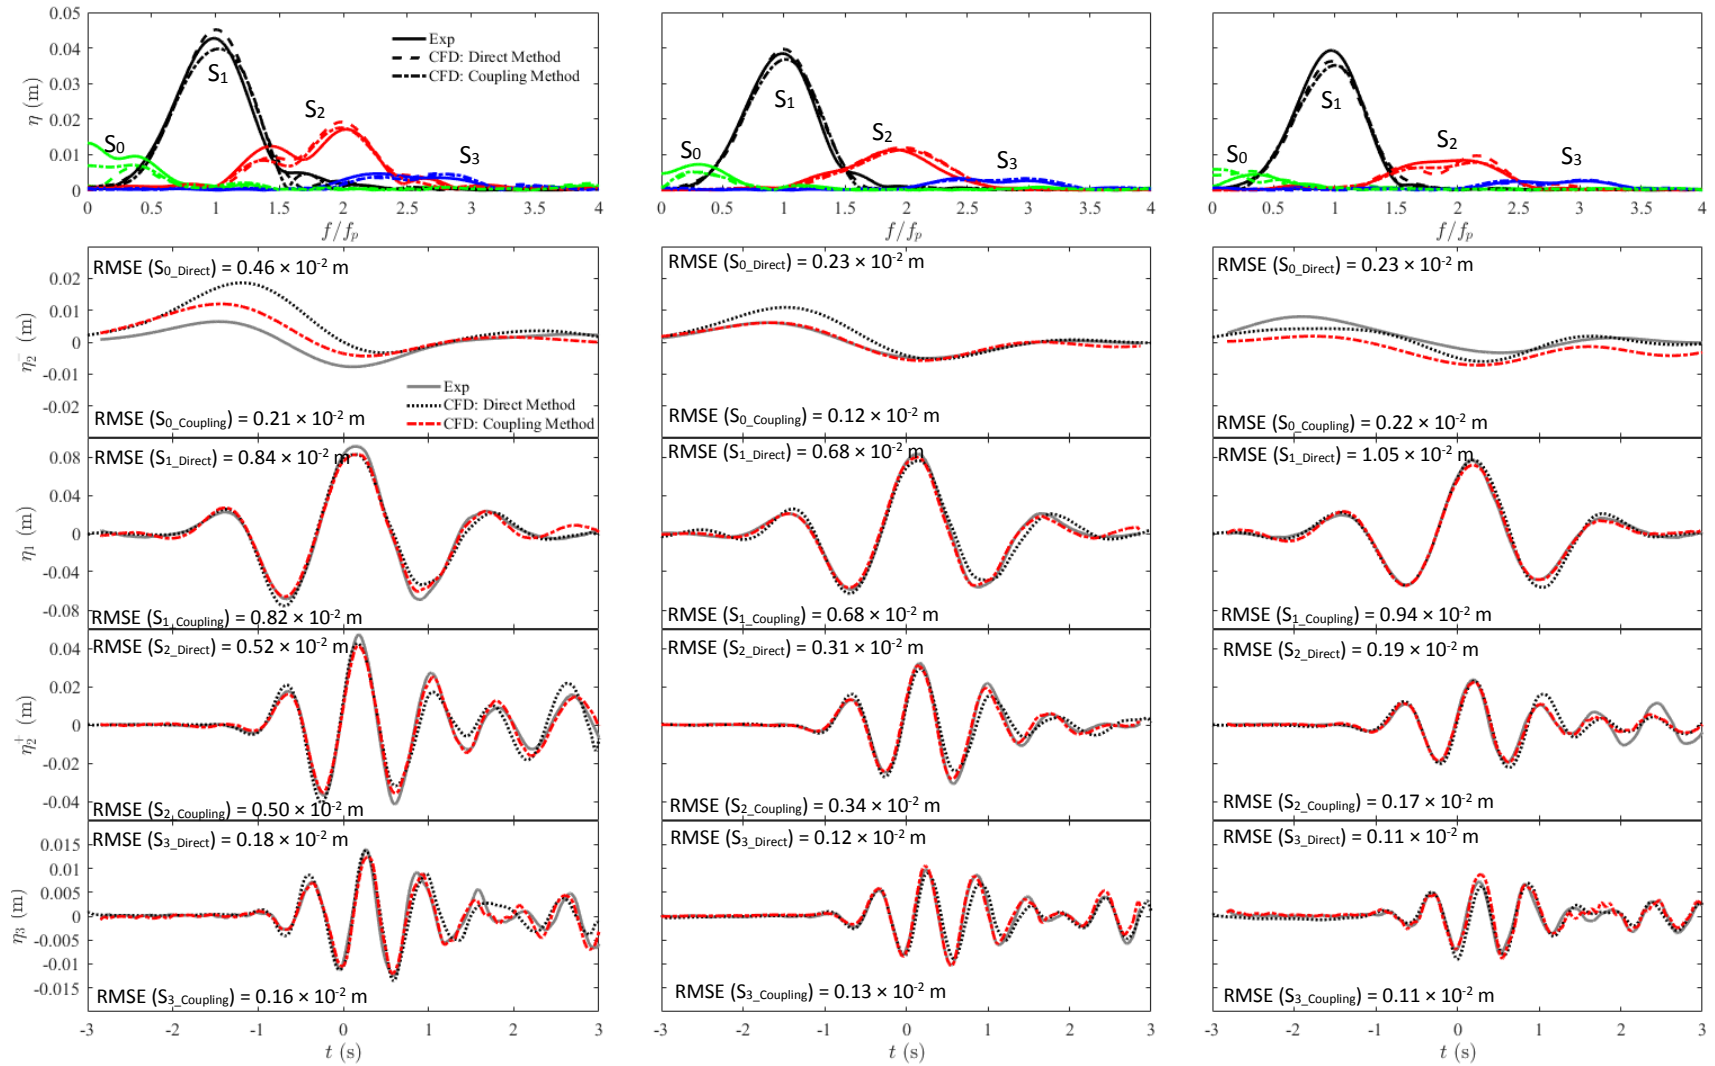 0.05
0.04
0.03
0.02
0.01
0
η (m)
S0
S1
S2
S3
Exp
CFD: Direct Method
CFD: Coupling Method
0 0.5 1 1.5 2 2.5 3 3.5 4
f/fp
S0
S1
S2
S3
0 1 2 3 4
f/fp
S0
S1
S2
S3
0 0.5 1 1.5 2 2.5 3 3.5 4
f/fp
0.02
0.01
0
-0.01
-0.02
η2− (m)
RMSE (S0_Direct) = 0.46 × 10-2 m
Exp
CFD: Direct Method
CFD: Coupling Method
RMSE (S0_Coupling) = 0.21 × 10-2 m
RMSE (S0_Direct) = 0.23 × 10-2 m
RMSE (S0_Coupling) = 0.12 × 10-2 m
RMSE (S0_Direct) = 0.23 × 10-2 m
RMSE (S0_Coupling) = 0.22 × 10-2 m
0.08
0.04
0
-0.04
-0.08
η1 (m)
RMSE (S1_Direct) = 0.84 × 10-2 m
RMSE (S1_Coupling) = 0.82 × 10-2 m
RMSE (S1_Direct) = 0.68 × 10-2 m
RMSE (S1_Coupling) = 0.68 × 10-2 m
RMSE (S1_Direct) = 1.05 × 10-2 m
RMSE (S1_Coupling) = 0.94 × 10-2 m
0.04
0.02
0
-0.02
-0.04
η2+ (m)
RMSE (S2_Direct) = 0.52 × 10-2 m
RMSE (S2_Coupling) = 0.50 × 10-2 m
RMSE (S2_Direct) = 0.31 × 10-2 m
RMSE (S2_Coupling) = 0.34 × 10-2 m
RMSE (S2_Direct) = 0.19 × 10-2 m
RMSE (S2_Coupling) = 0.17 × 10-2 m
0.015
0.01
0.005
0
-0.005
-0.01
-0.015
η3 (m)
RMSE (S3_Direct) = 0.18 × 10-2 m
RMSE (S3_Coupling) = 0.16 × 10-2 m
RMSE (S3_Direct) = 0.12 × 10-2 m
RMSE (S3_Coupling) = 0.13 × 10-2 m
RMSE (S3_Direct) = 0.11 × 10-2 m
RMSE (S3_Coupling) = 0.11 × 10-2 m
-3 -2 -1 0 1 2 3
t (s)
-3 -2 -1 0 1 2 3
t (s)
-3 -2 -1 0 1 2 3
t (s)